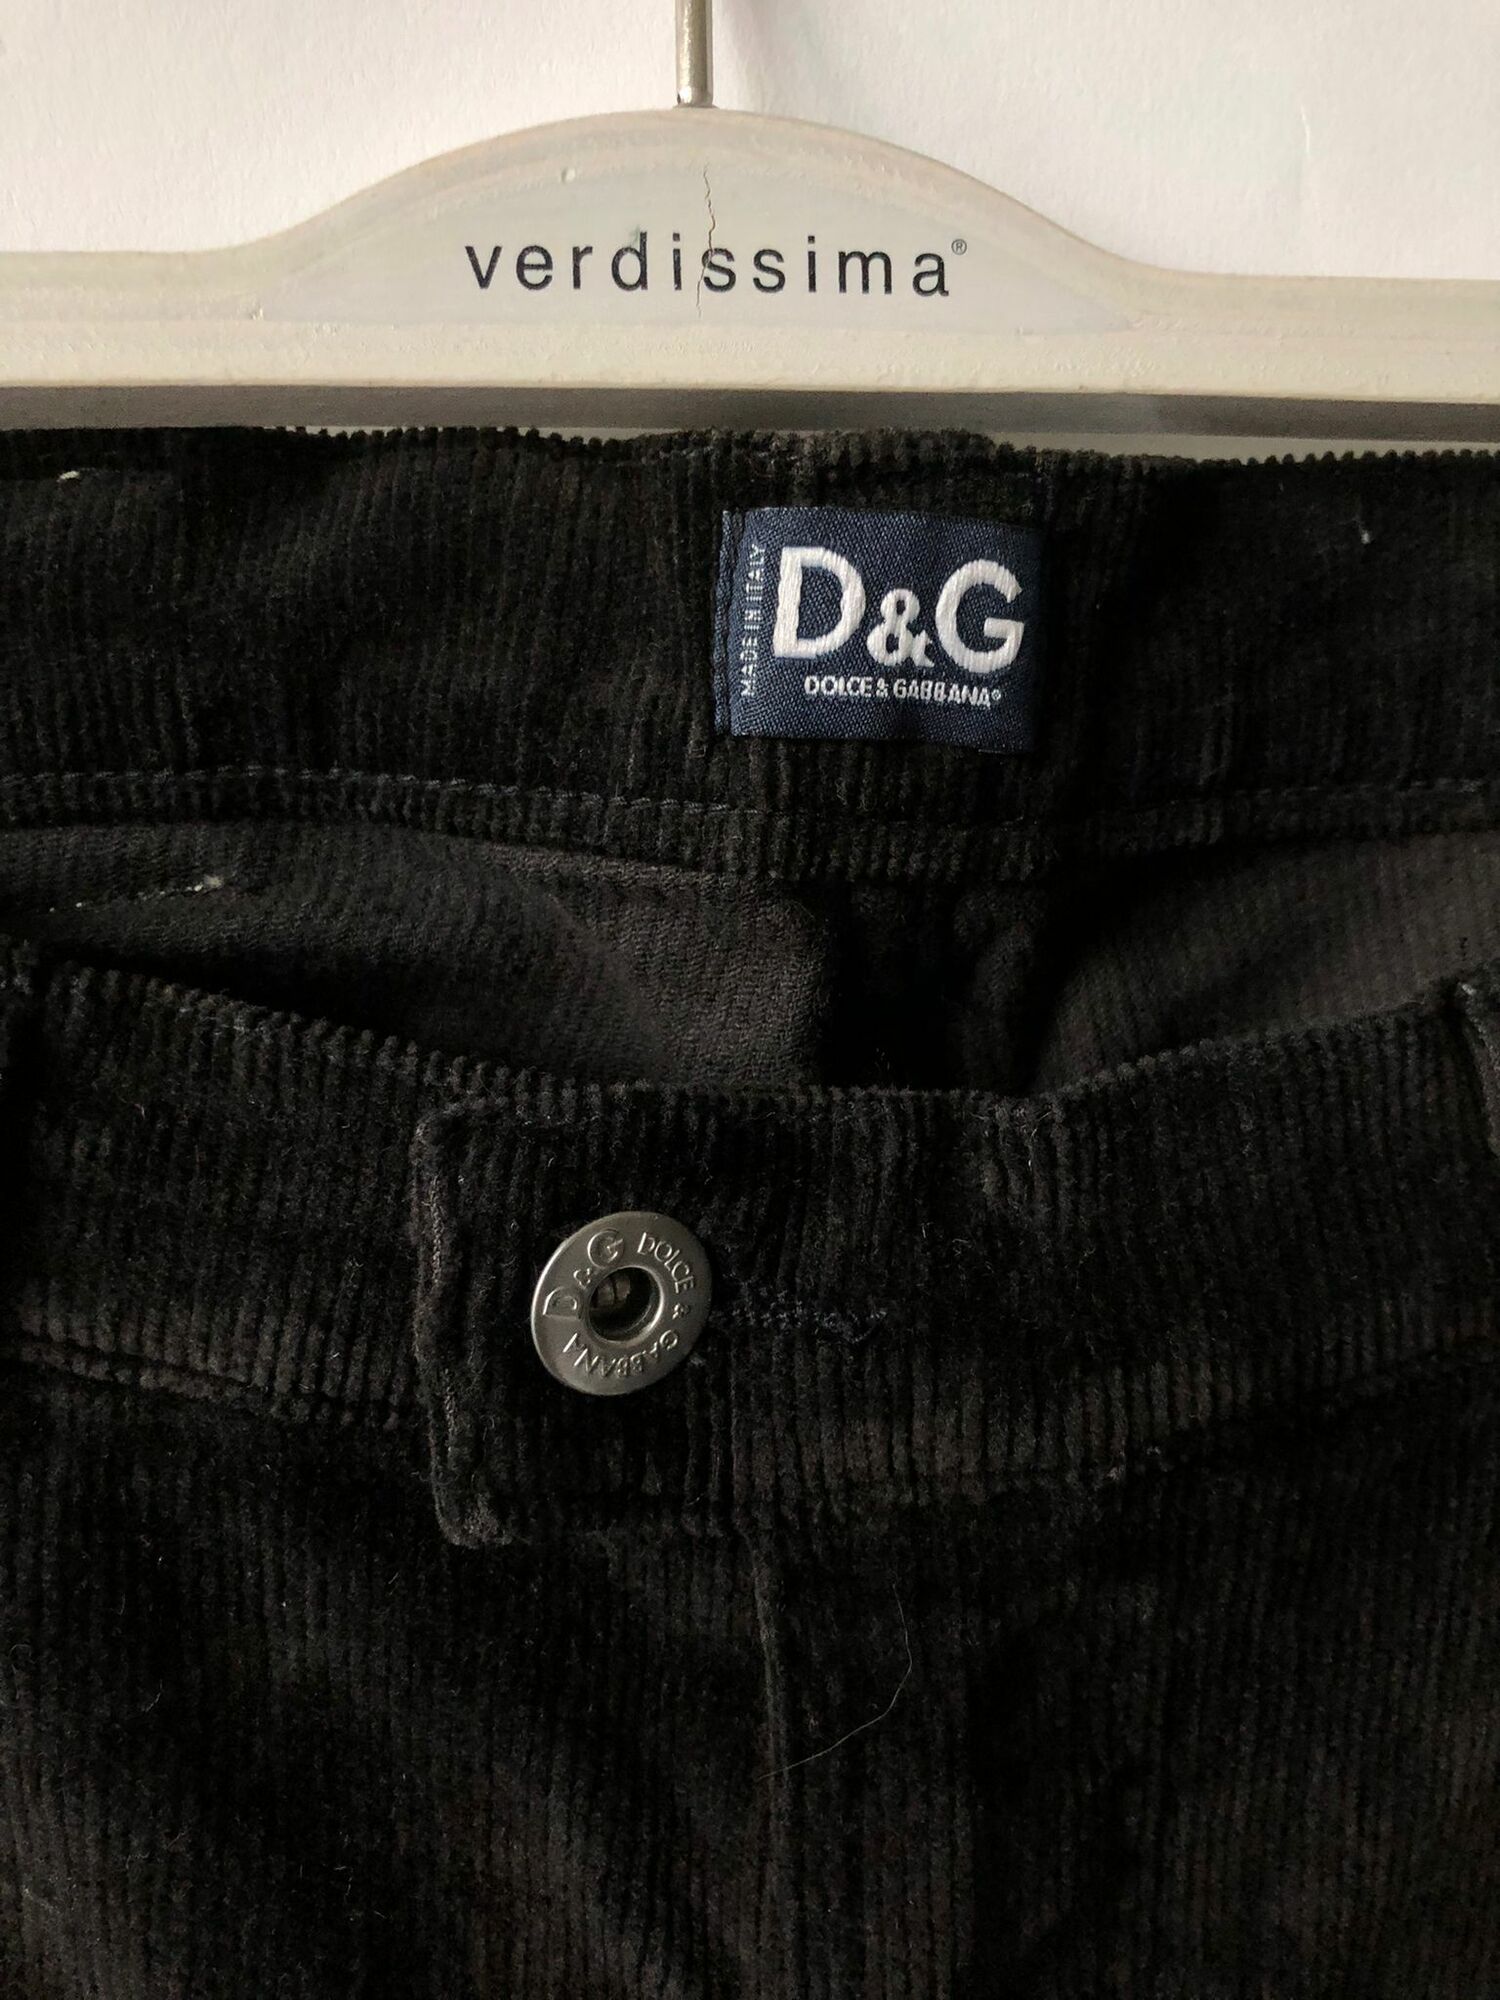 verdissima®
MADE IN ITALY
D&G
DOLCE & GABBANA®
D&G DOLCE & GABBANA